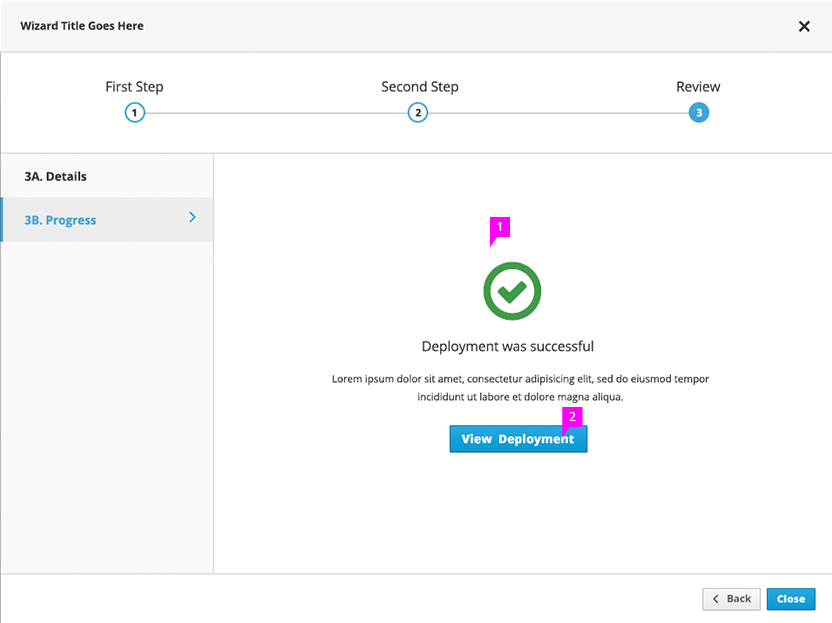 Wizard Title Goes Here
First Step
Second Step
Review
1
2
3
3A. Details
3B. Progress
1
Deployment was successful
Lorem ipsum dolor sit amet, consectetur adipisicing elit, sed do eiusmod tempor
incididunt ut labore et dolore magna aliqua.
2
View Deployment
Back
Close